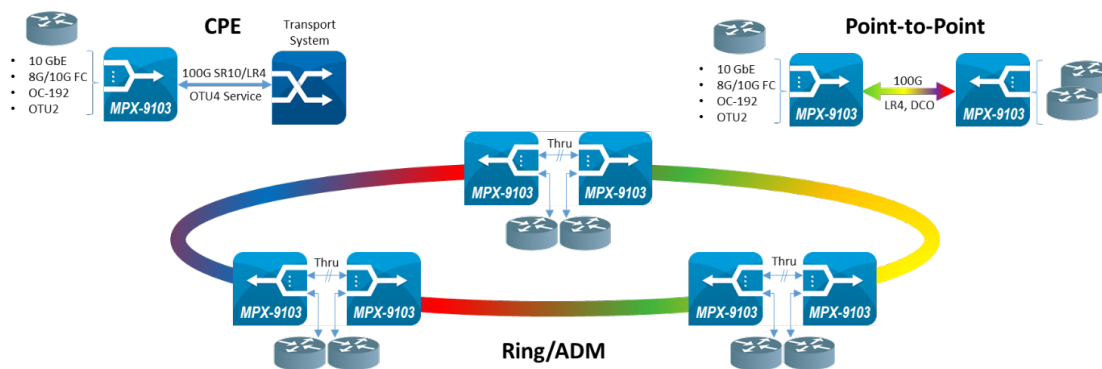 CPE
Transport
System
• 10 GbE
• 8G/10G FC
• OC-192
• OTU2
MPX-9103
100G SR10/LR4
OTU4 Service
Point-to-Point
• 10 GbE
• 8G/10G FC
• OC-192
• OTU2
MPX-9103
100G
LR4, DCO
MPX-9103
Thru
MPX-9103
MPX-9103
Thru
MPX-9103
MPX-9103
Thru
MPX-9103
MPX-9103
Ring/ADM